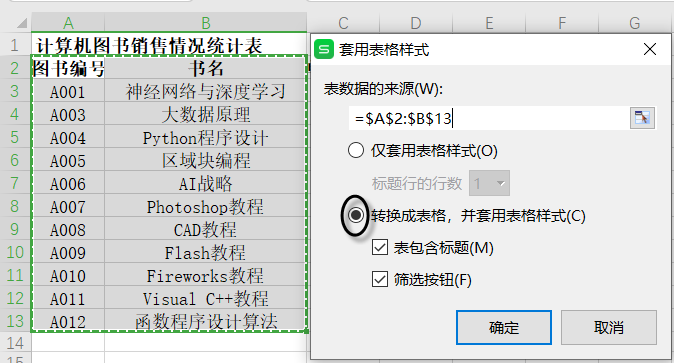 A B C D E F G
1 计算机图书销售情况统计表
2 图书编号 书名
3 A001 神经网络与深度学习
4 A003 大数据原理
5 A004 Python程序设计
6 A005 区域块编程
7 A006 AI战略
8 A007 Photoshop教程
9 A008 CAD教程
10 A009 Flash教程
11 A010 Fireworks教程
12 A011 Visual C++教程
13 A012 函数程序设计算法
14
15
S 套用表格样式
表数据的来源(W):
=$A$2:$B$13
仅套用表格样式(O)
标题行的行数 1
转换成表格，并套用表格样式(C)
表包含标题(M)
筛选按钮(F)
确定 取消